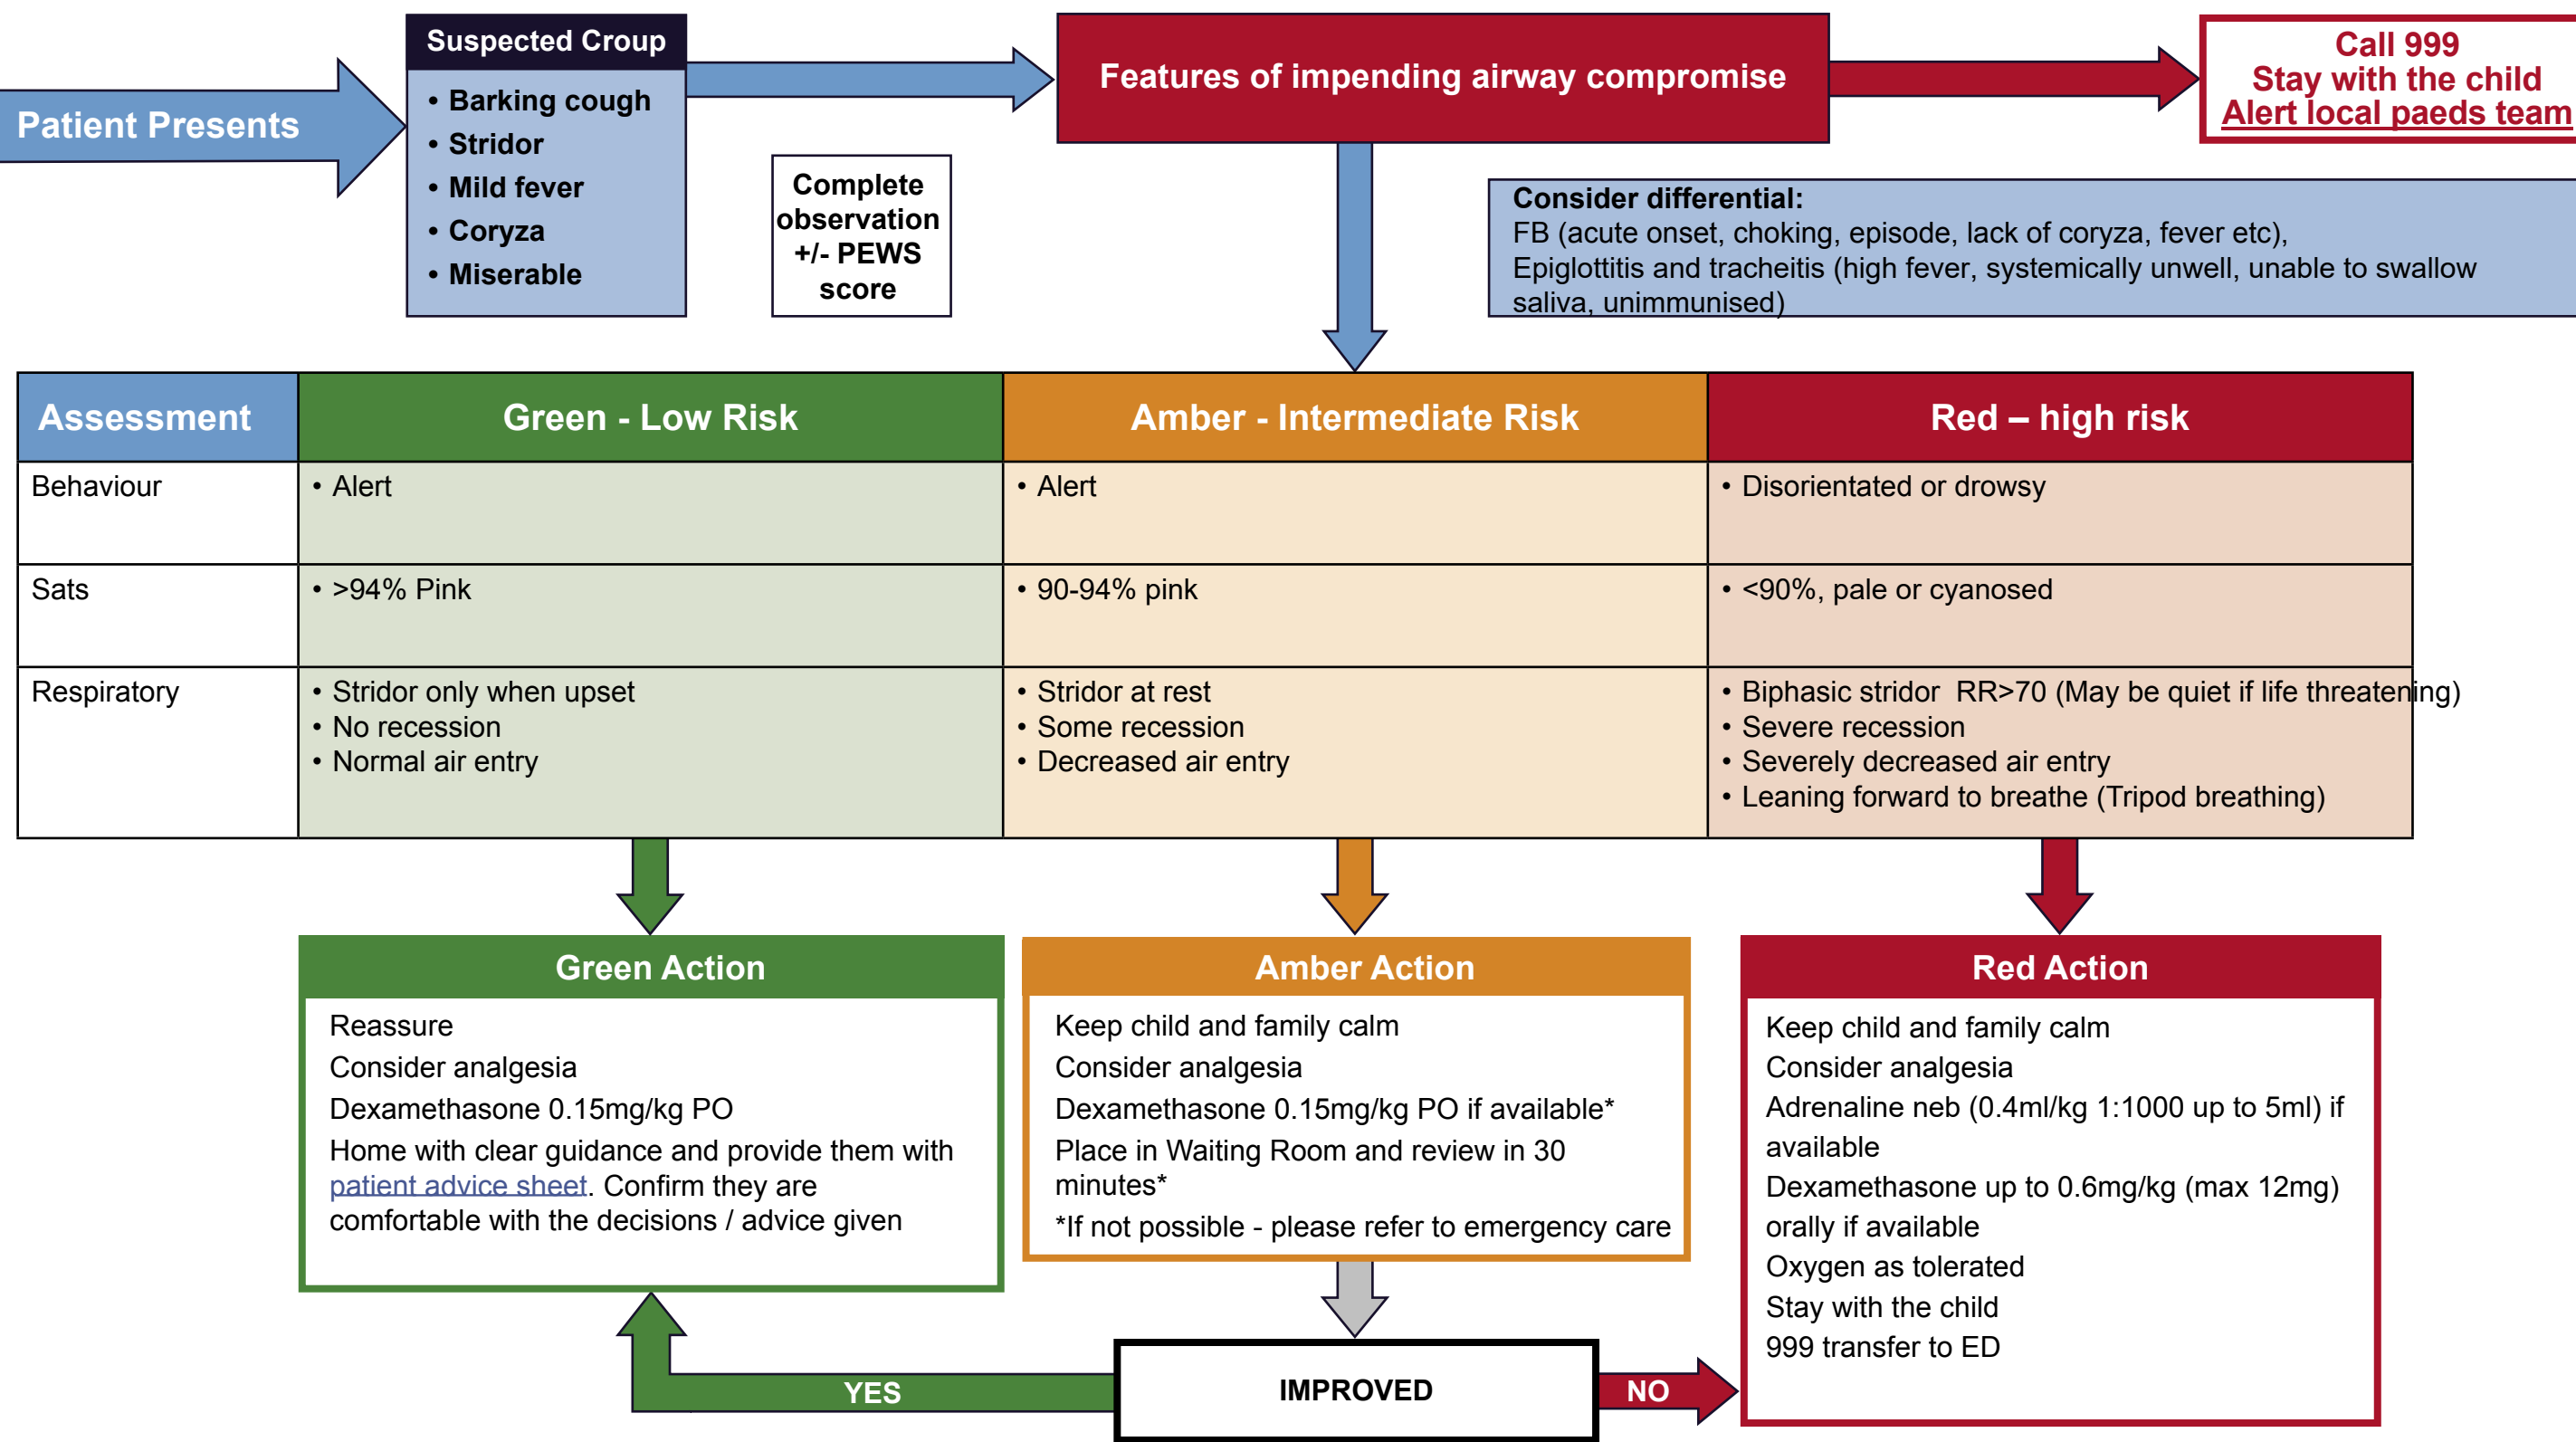 Patient Presents
Suspected Croup
• Barking cough
• Stridor
• Mild fever
• Coryza
• Miserable
Complete
observation
+/- PEWS
score
Features of impending airway compromise
Call 999
Stay with the child
Alert local paeds team
Consider differential:
FB (acute onset, choking, episode, lack of coryza, fever etc),
Epiglottitis and tracheitis (high fever, systemically unwell, unable to swallow
saliva, unimmunised)
Assessment
Green - Low Risk
Amber - Intermediate Risk
Red – high risk
Behaviour
• Alert
• Alert
• Disorientated or drowsy
Sats
• >94% Pink
• 90-94% pink
• <90%, pale or cyanosed
Respiratory
• Stridor only when upset
• No recession
• Normal air entry
• Stridor at rest
• Some recession
• Decreased air entry
• Biphasic stridor RR>70 (May be quiet if life threatening)
• Severe recession
• Severely decreased air entry
• Leaning forward to breathe (Tripod breathing)
Green Action
Reassure
Consider analgesia
Dexamethasone 0.15mg/kg PO
Home with clear guidance and provide them with
patient advice sheet. Confirm they are
comfortable with the decisions / advice given
Amber Action
Keep child and family calm
Consider analgesia
Dexamethasone 0.15mg/kg PO if available*
Place in Waiting Room and review in 30
minutes*
*If not possible - please refer to emergency care
Red Action
Keep child and family calm
Consider analgesia
Adrenaline neb (0.4ml/kg 1:1000 up to 5ml) if
available
Dexamethasone up to 0.6mg/kg (max 12mg)
orally if available
Oxygen as tolerated
Stay with the child
999 transfer to ED
YES
IMPROVED
NO